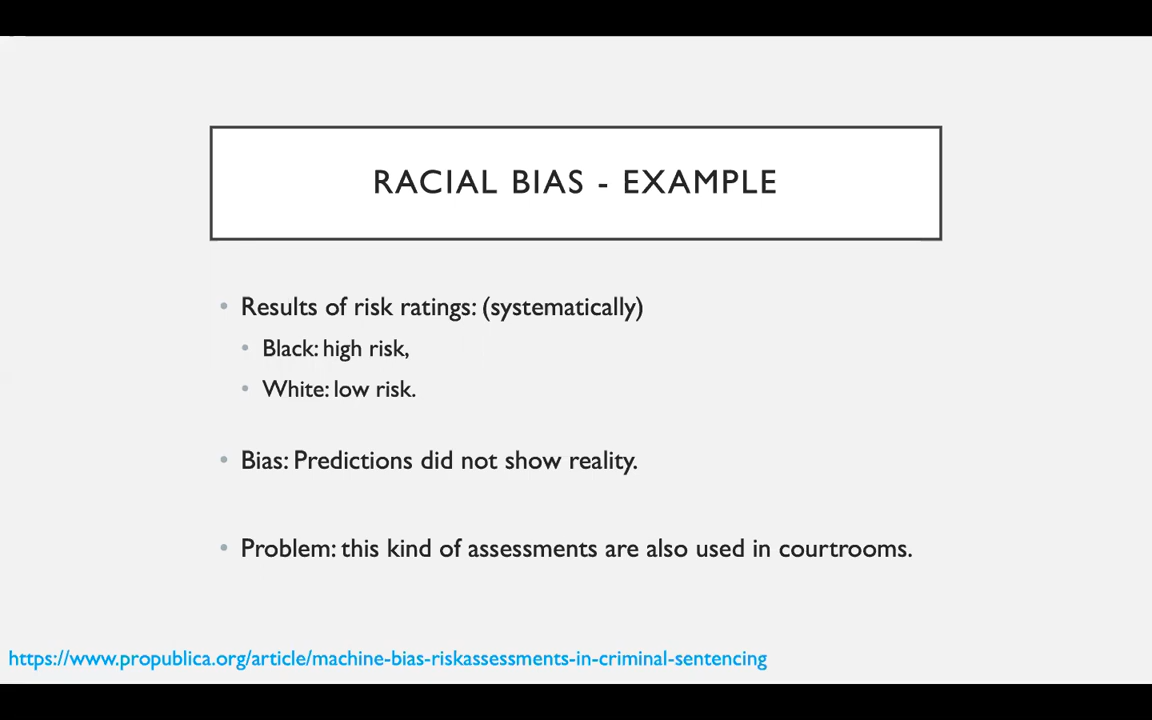 RACIAL BIAS - EXAMPLE
• Results of risk ratings: (systematically)
• Black: high risk,
• White: low risk.
• Bias: Predictions did not show reality.
• Problem: this kind of assessments are also used in courtrooms.
https://www.propublica.org/article/machine-bias-riskassessments-in-criminal-sentencing